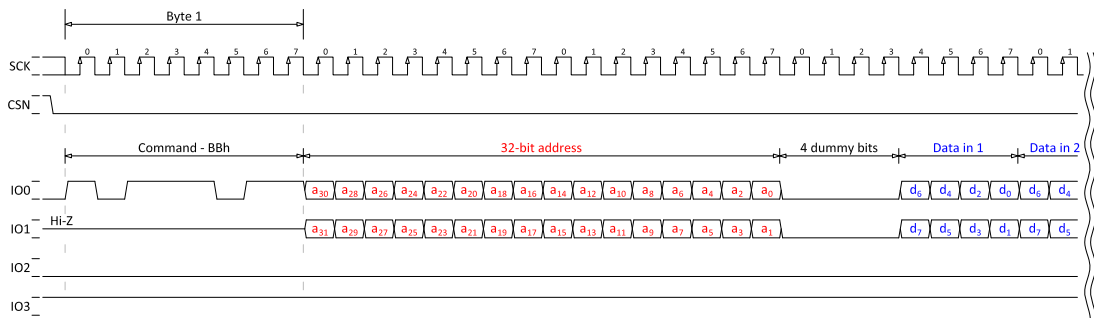 Byte 1
0 1 2 3 4 5 6 7 0 1 2 3 4 5 6 7 0 1 2 3 4 5 6 7 0 1 2 3 4 5 6 7 0 1
SCK
CSN
Command - BBh 32-bit address 4 dummy bits Data in 1 Data in 2
IO0 a30 a28 a26 a24 a22 a20 a18 a16 a14 a12 a10 a8 a6 a4 a2 a0 d6 d4 d2 d0 d6 d4
Hi-Z
IO1 a31 a29 a27 a25 a23 a21 a19 a17 a15 a13 a11 a9 a7 a5 a3 a1 d7 d5 d3 d1 d7 d5
IO2
IO3